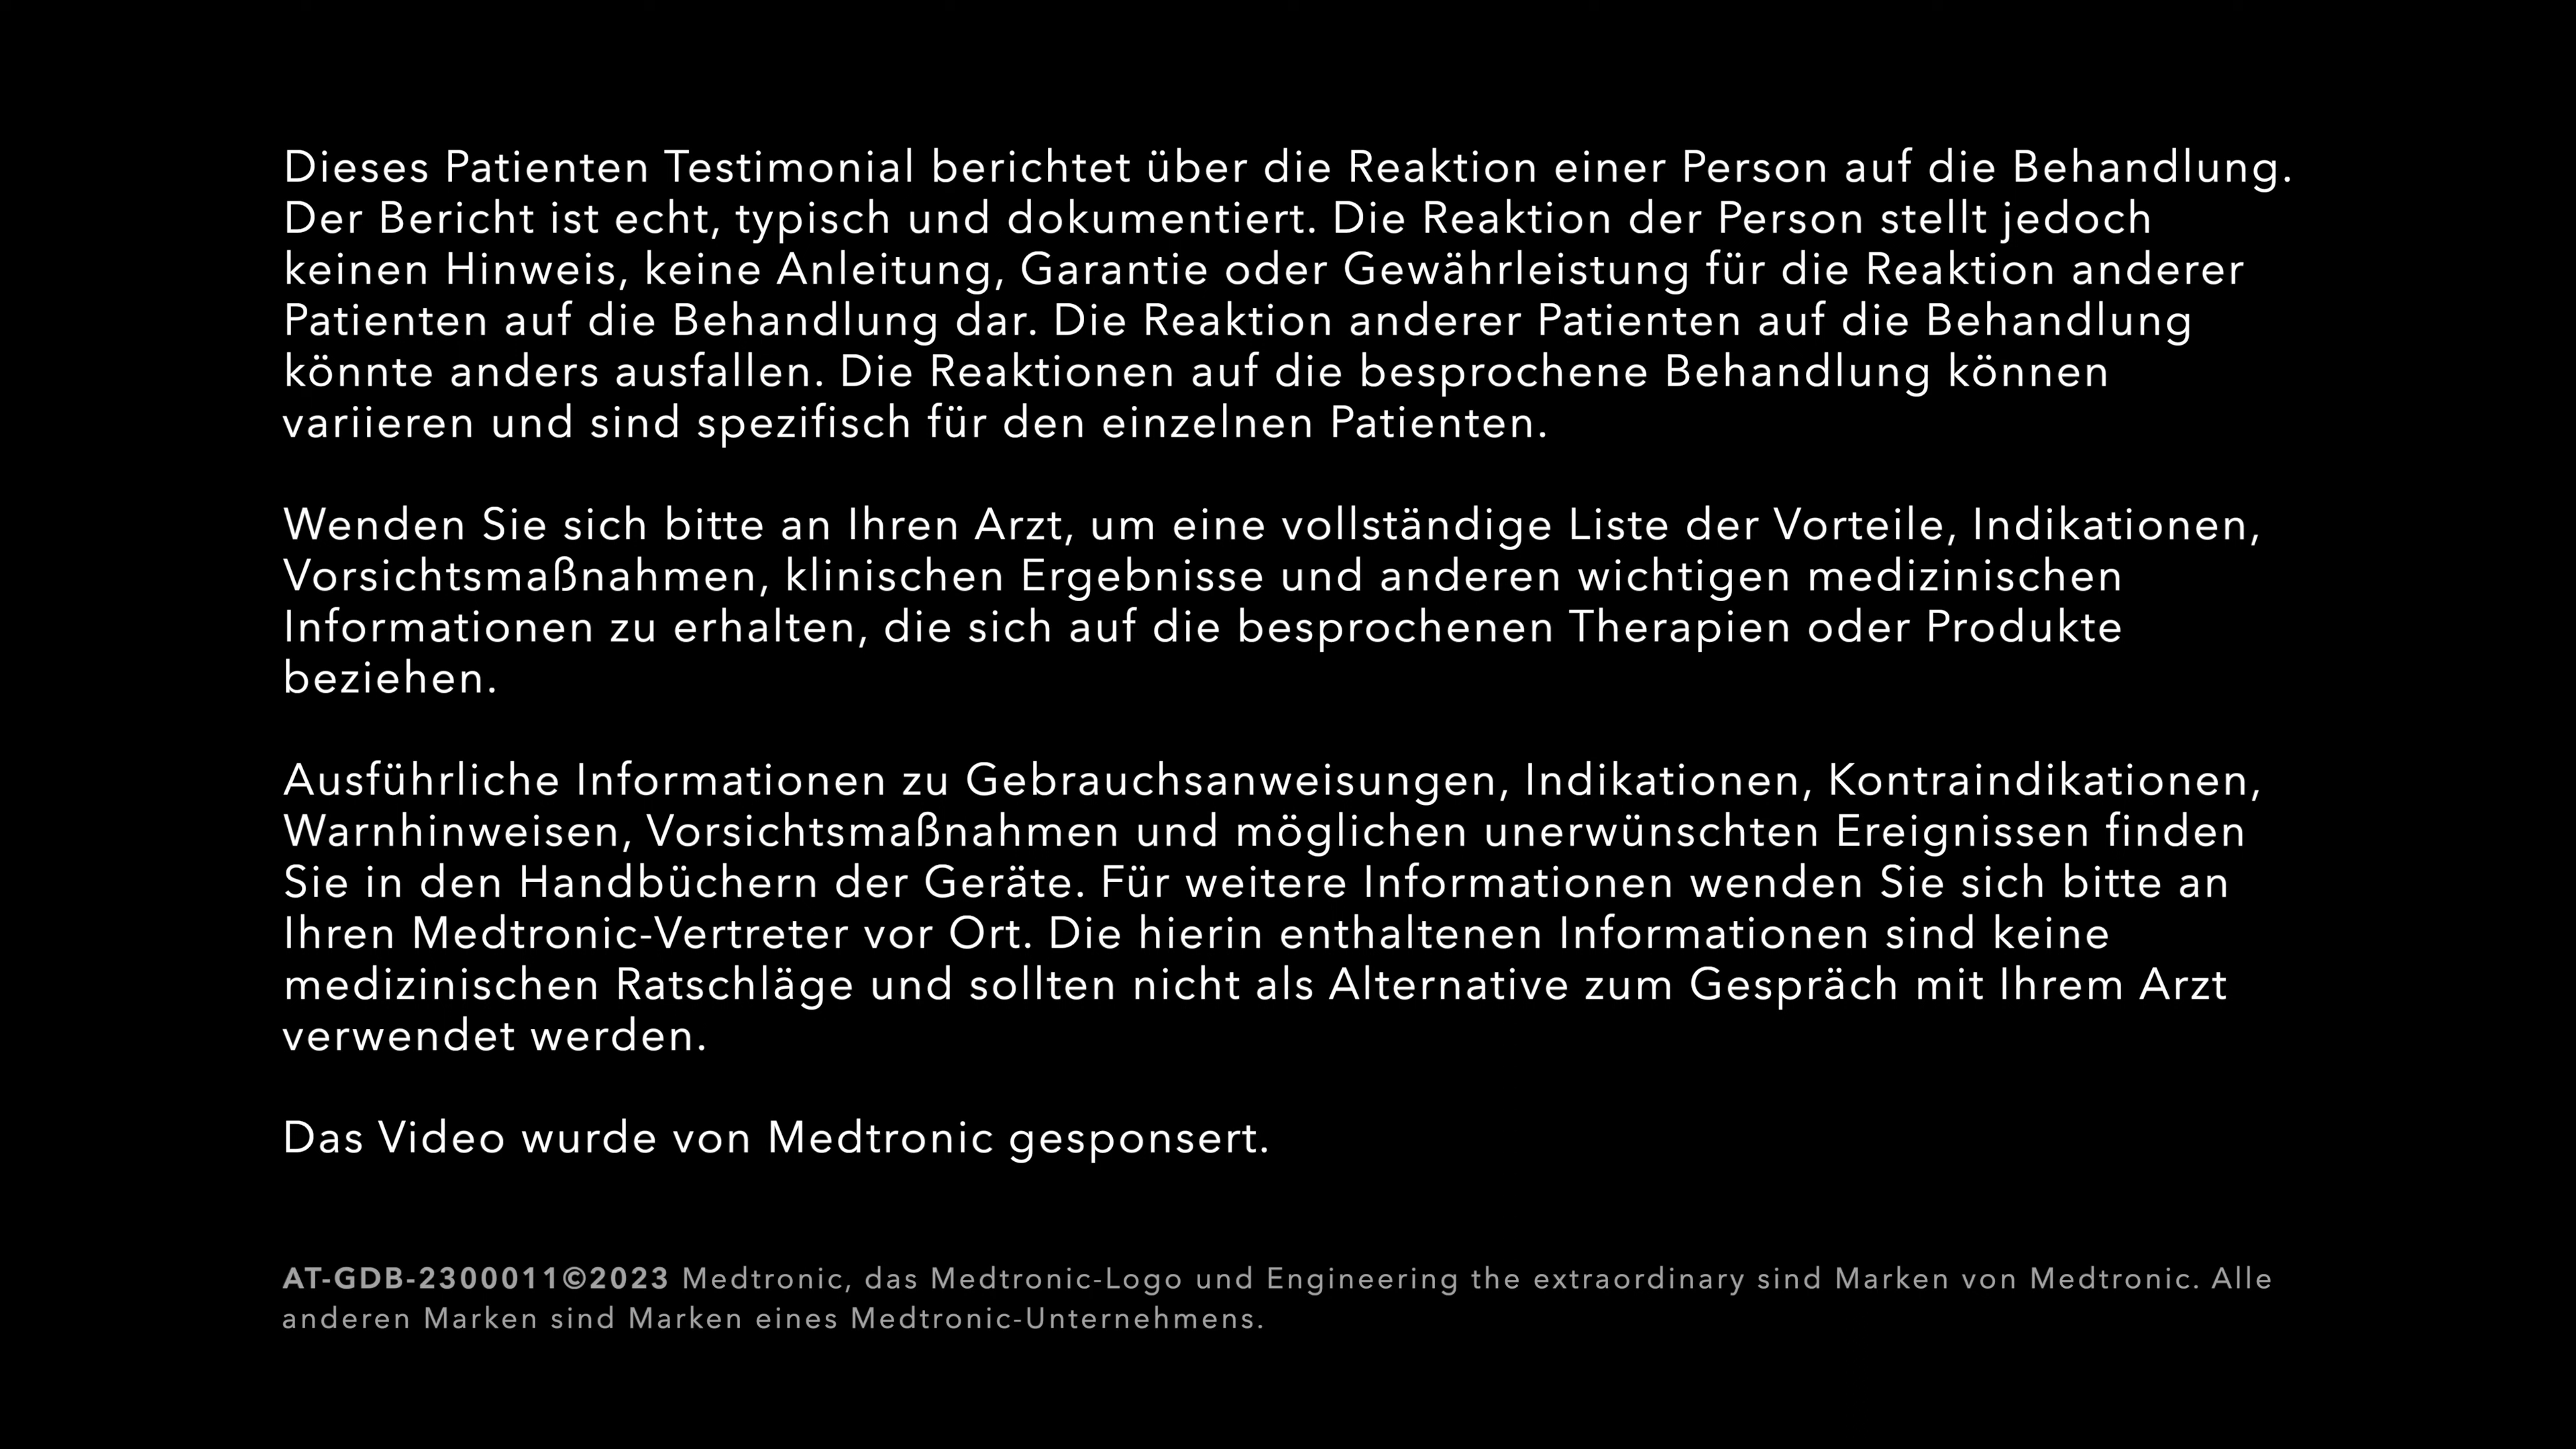 Dieses Patienten Testimonial berichtet über die Reaktion einer Person auf die Behandlung.
Der Bericht ist echt, typisch und dokumentiert. Die Reaktion der Person stellt jedoch
keinen Hinweis, keine Anleitung, Garantie oder Gewährleistung für die Reaktion anderer
Patienten auf die Behandlung dar. Die Reaktion anderer Patienten auf die Behandlung
könnte anders ausfallen. Die Reaktionen auf die besprochene Behandlung können
variieren und sind spezifisch für den einzelnen Patienten.
Wenden Sie sich bitte an Ihren Arzt, um eine vollständige Liste der Vorteile, Indikationen,
Vorsichtsmaßnahmen, klinischen Ergebnisse und anderen wichtigen medizinischen
Informationen zu erhalten, die sich auf die besprochenen Therapien oder Produkte
beziehen.
Ausführliche Informationen zu Gebrauchsanweisungen, Indikationen, Kontraindikationen,
Warnhinweisen, Vorsichtsmaßnahmen und möglichen unerwünschten Ereignissen finden
Sie in den Handbüchern der Geräte. Für weitere Informationen wenden Sie sich bitte an
Ihren Medtronic-Vertreter vor Ort. Die hierin enthaltenen Informationen sind keine
medizinischen Ratschläge und sollten nicht als Alternative zum Gespräch mit Ihrem Arzt
verwendet werden.
Das Video wurde von Medtronic gesponsert.
AT-GDB-2300011©2023 Medtronic, das Medtronic-Logo und Engineering the extraordinary sind Marken von Medtronic. Alle
anderen Marken sind Marken eines Medtronic-Unternehmens.